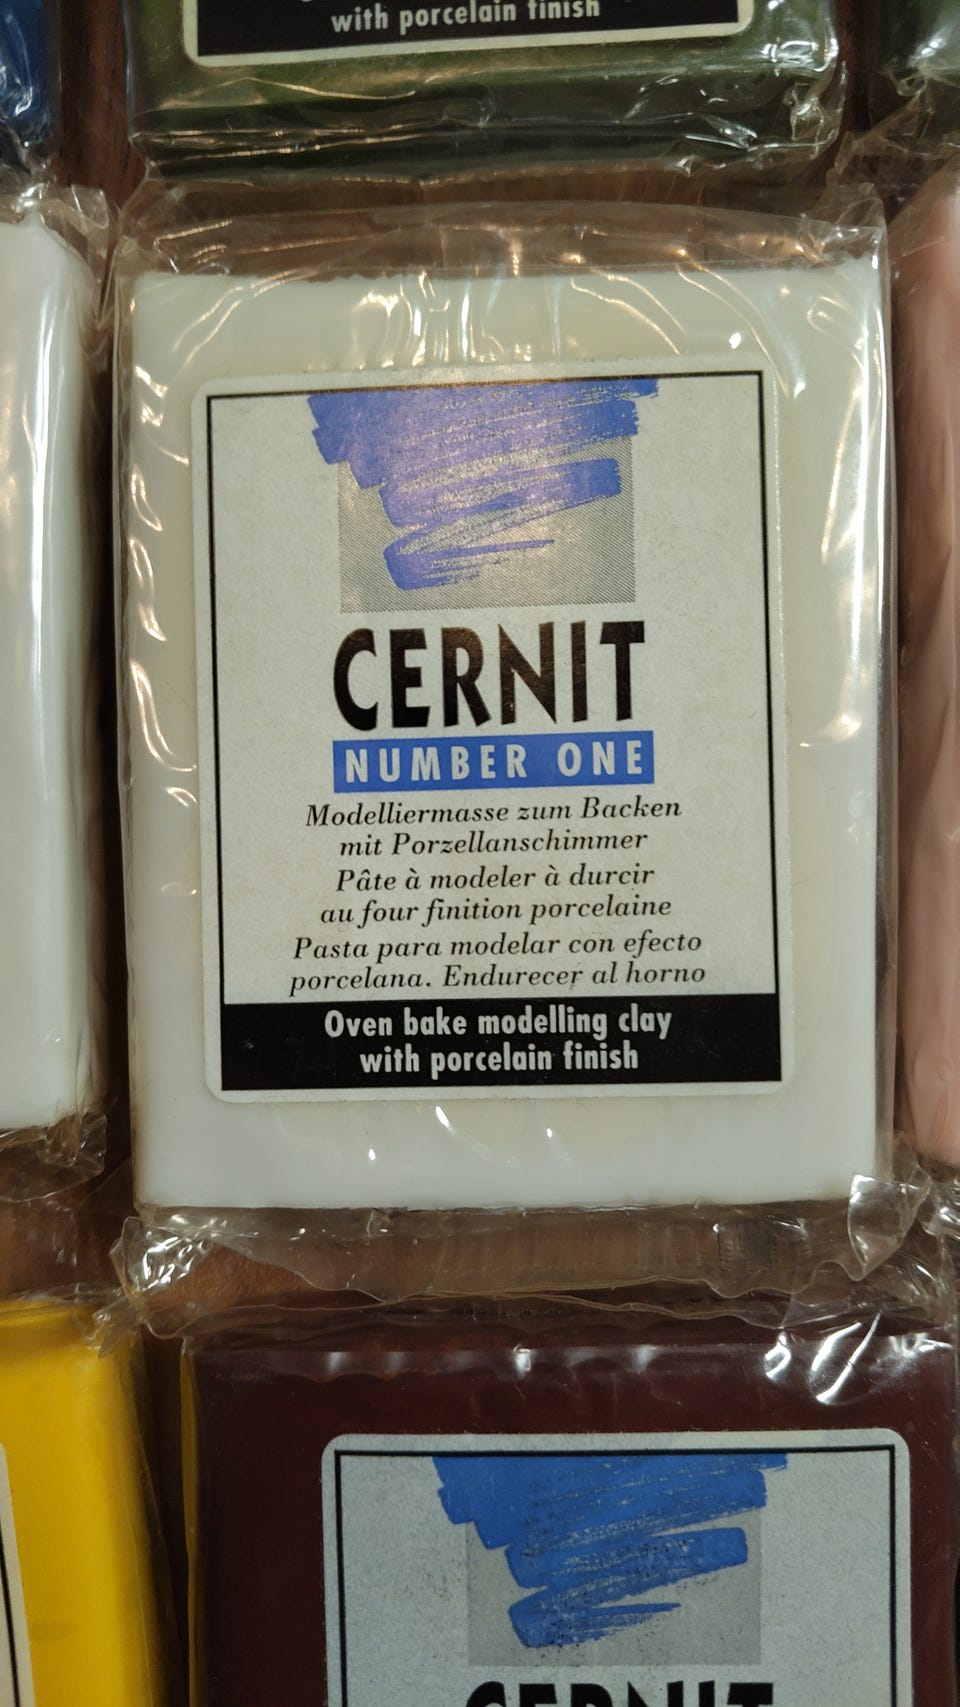 with porcelain finish
CERNIT
NUMBER ONE
Modelliermasse zum Backen
mit Porzellanschimmer
Pâte à modeler à durcir
au four finition porcelaine
Pasta para modelar con efecto
porcelana. Endurecer al horno
Oven bake modelling clay
with porcelain finish
CERNIT